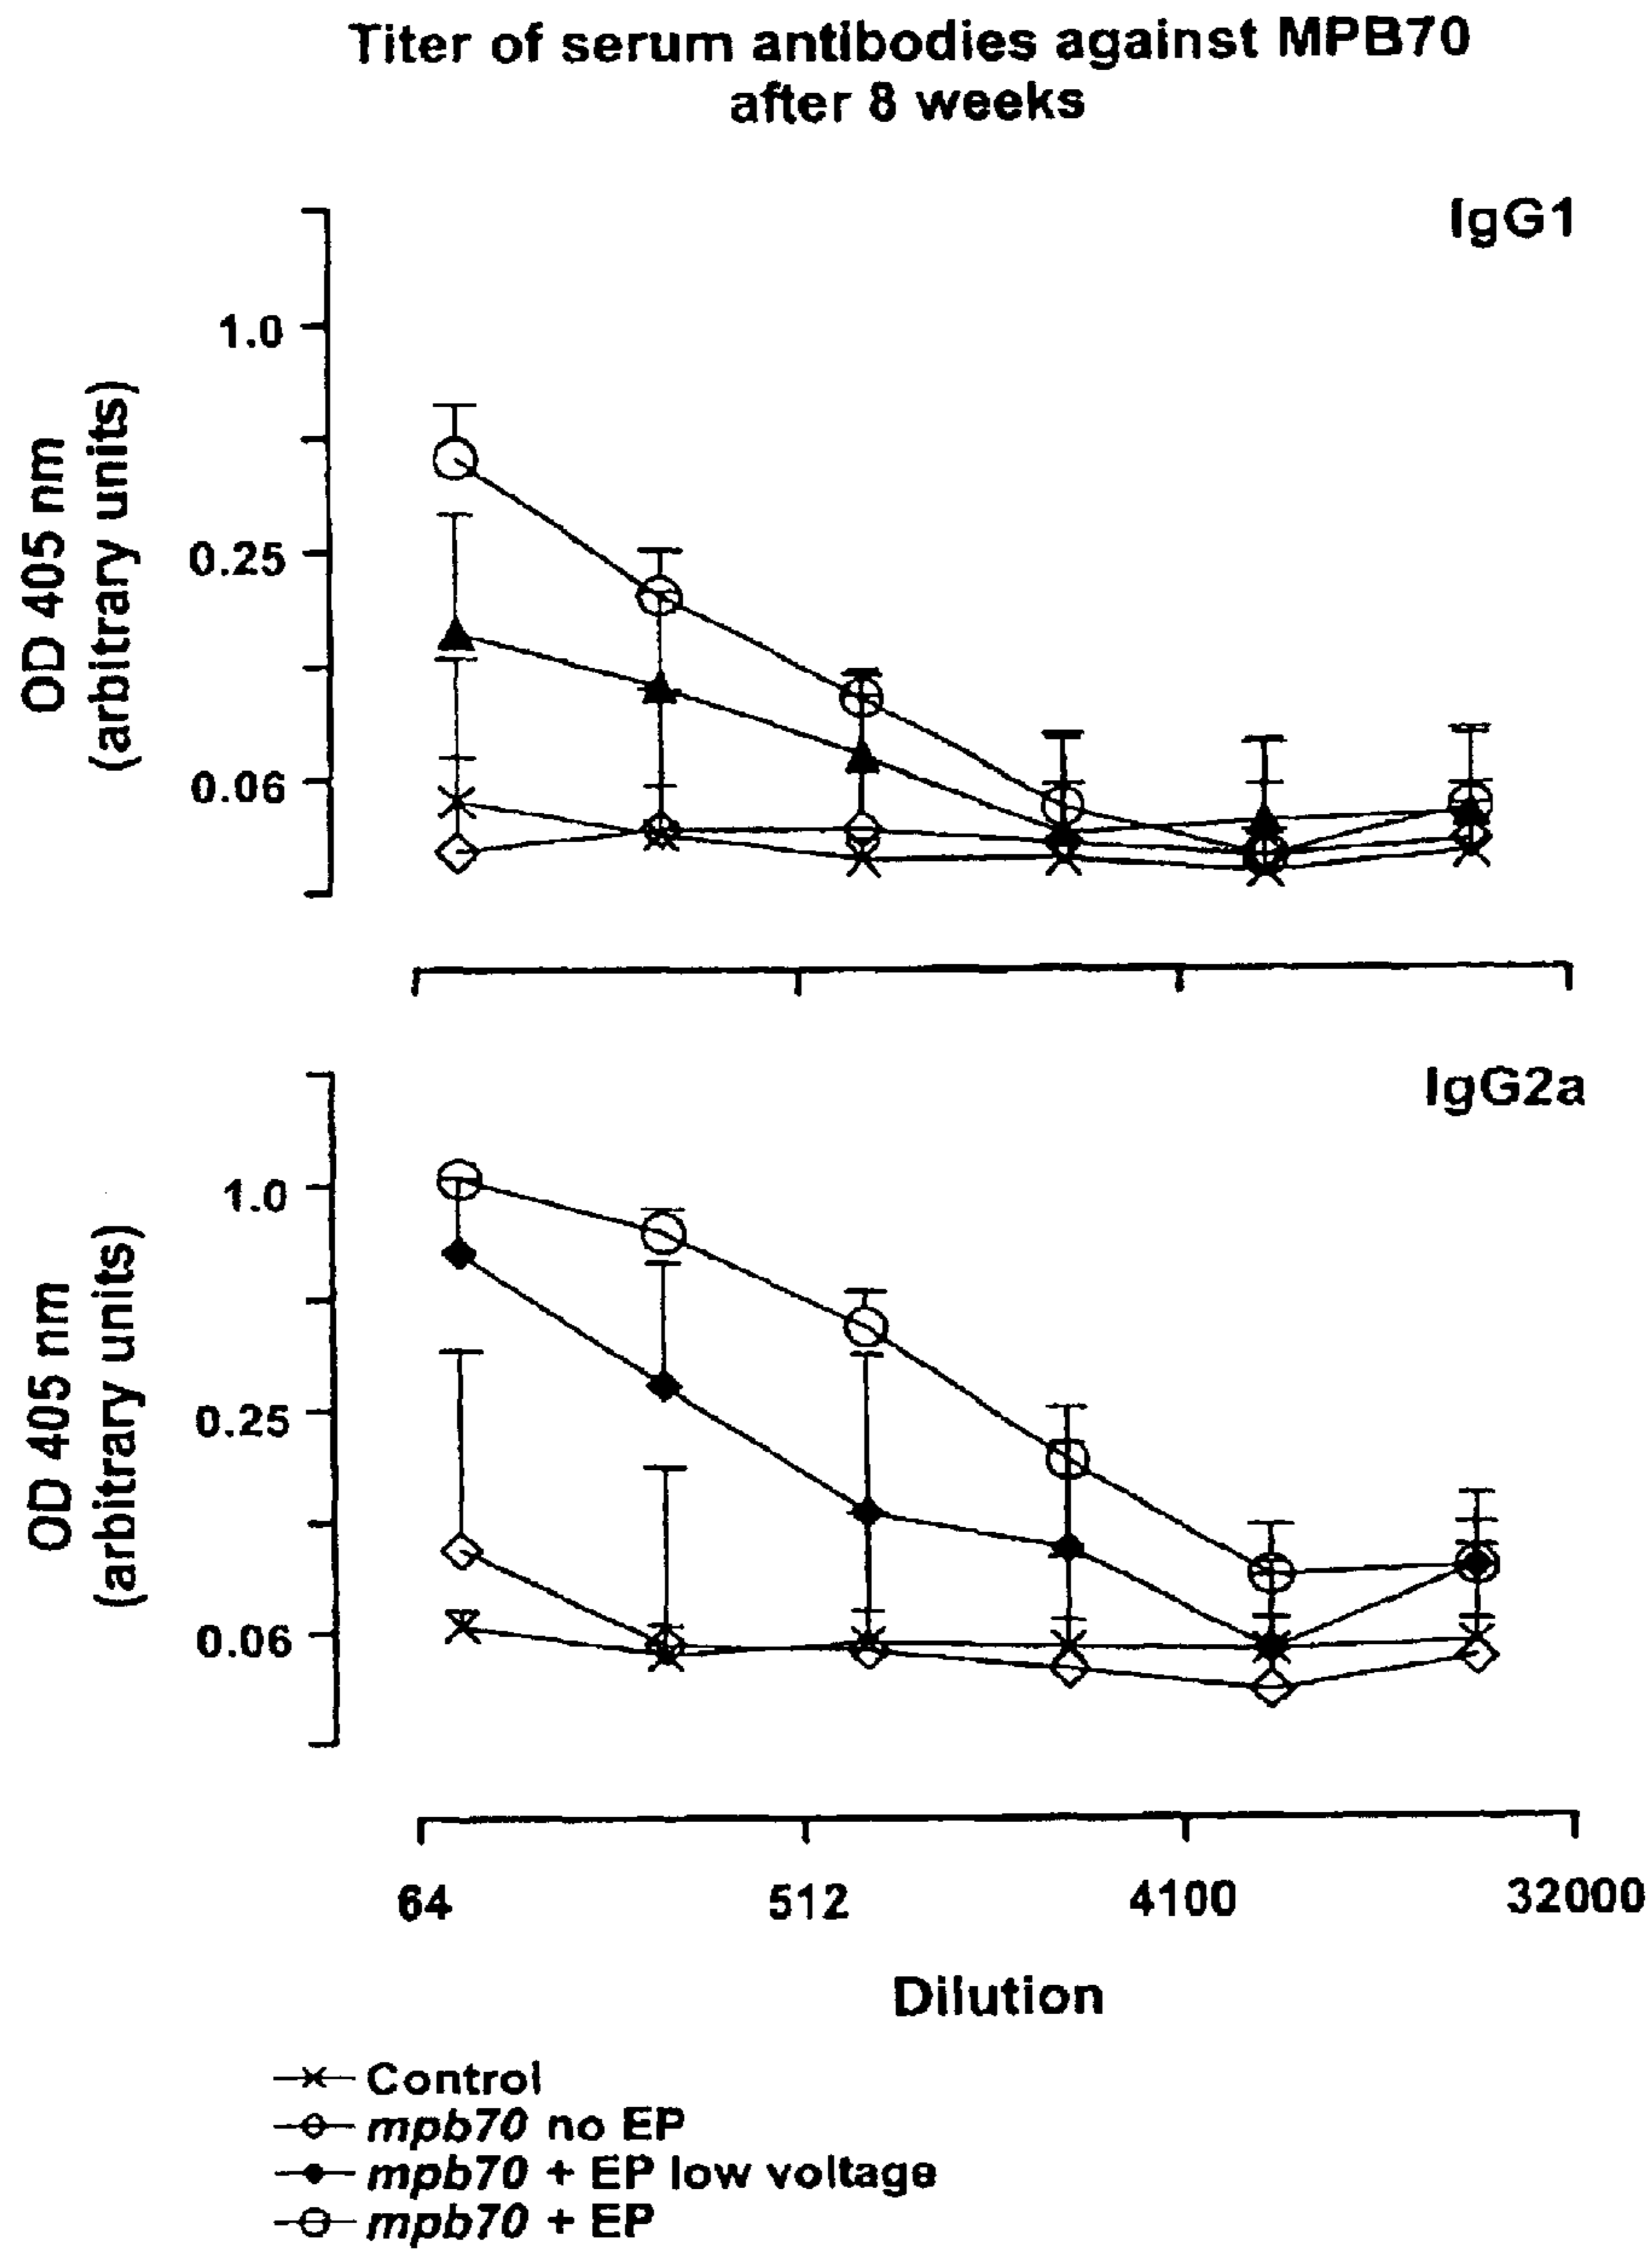 Titer of serum antibodies against MPB70
after 8 weeks
IgG1
OD 405 nm
(arbitrary units)
1.0
0.25
0.06
IgG2a
OD 405 nm
(arbitrary units)
1.0
0.25
0.06
64 512 4100 32000
Dilution
Control
mpb70 no EP
mpb70 + EP low voltage
mpb70 + EP